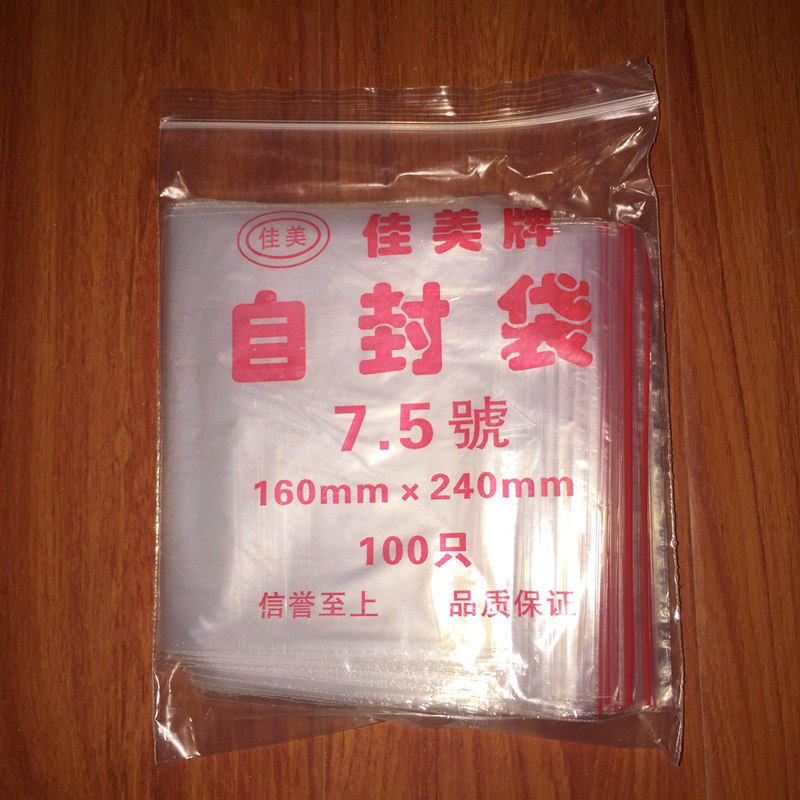 佳美 佳美牌
自封袋
7.5號
160mm×240mm
100只
信誉至上 品质保证